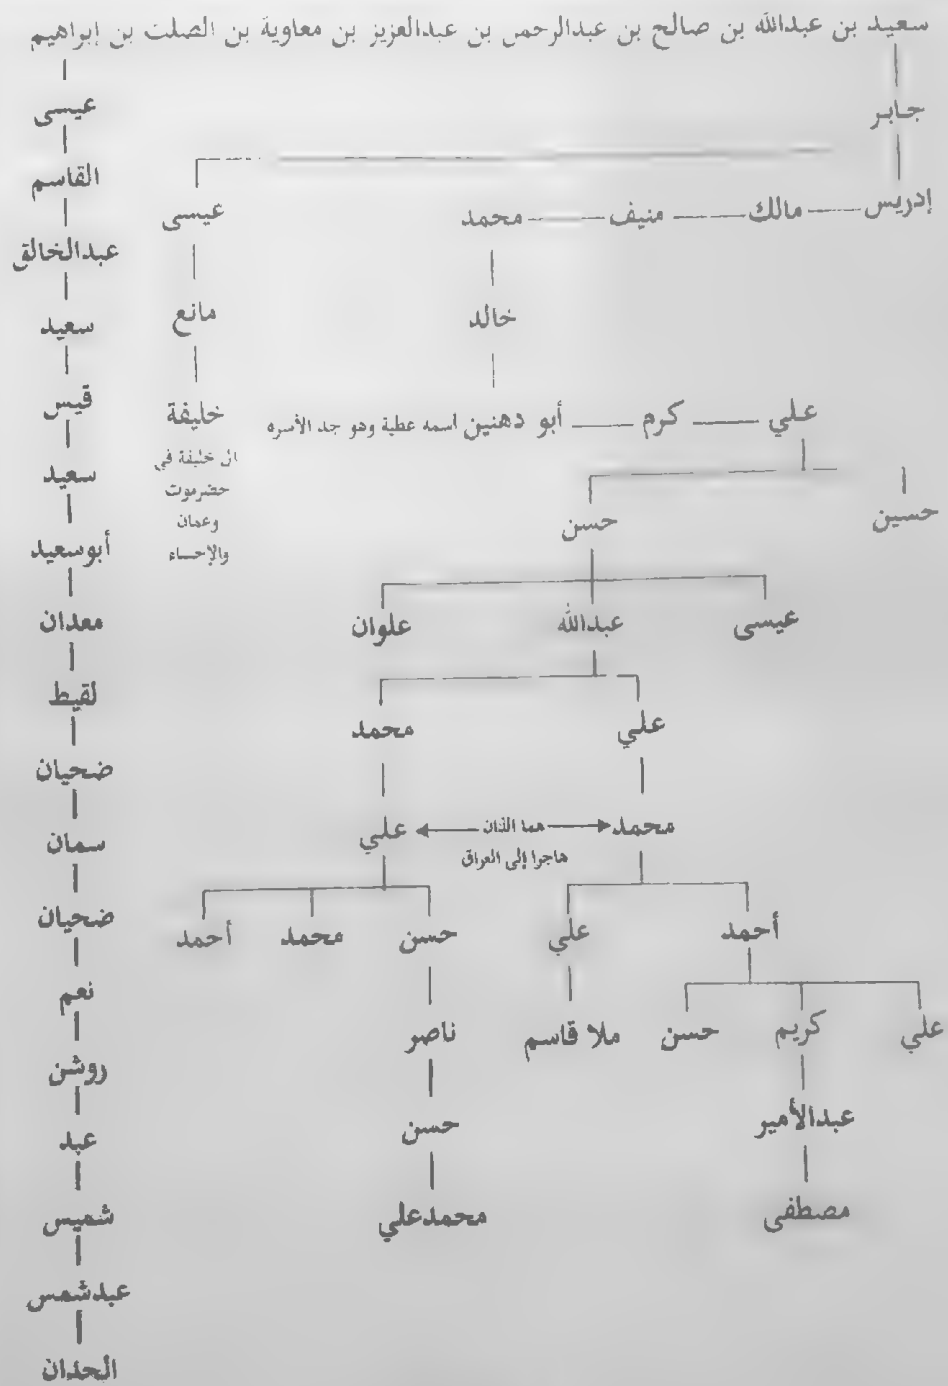 سعيد بن عبدالله بن صالح بن عبدالرحمن بن عبدالعزيز بن معاوية بن الصلت بن إبراهيم
جابر
إدريس مالك منيف محمد عيسى
خالد مانع
علي كرم أبو دهنين اسمه عطية وهو جد الأسره خليفة
ال خليفة في
حضرموت
وعمان
والإحساء
حسين حسن
عيسى عبدالله علوان
علي محمد
محمد هما اللذان علي
هاجروا إلى العراق
أحمد علي حسن محمد أحمد
علي كريم حسن ملا قاسم ناصر
عبدالأمير حسن
مصطفى محمدعلي
عيسى
القاسم
عبدالخالق
سعيد
قيس
سعيد
أبوسعيد
معدان
لقيط
ضحيان
سمان
ضحيان
نعم
روشن
عبد
شميس
عبدشمس
الحدان